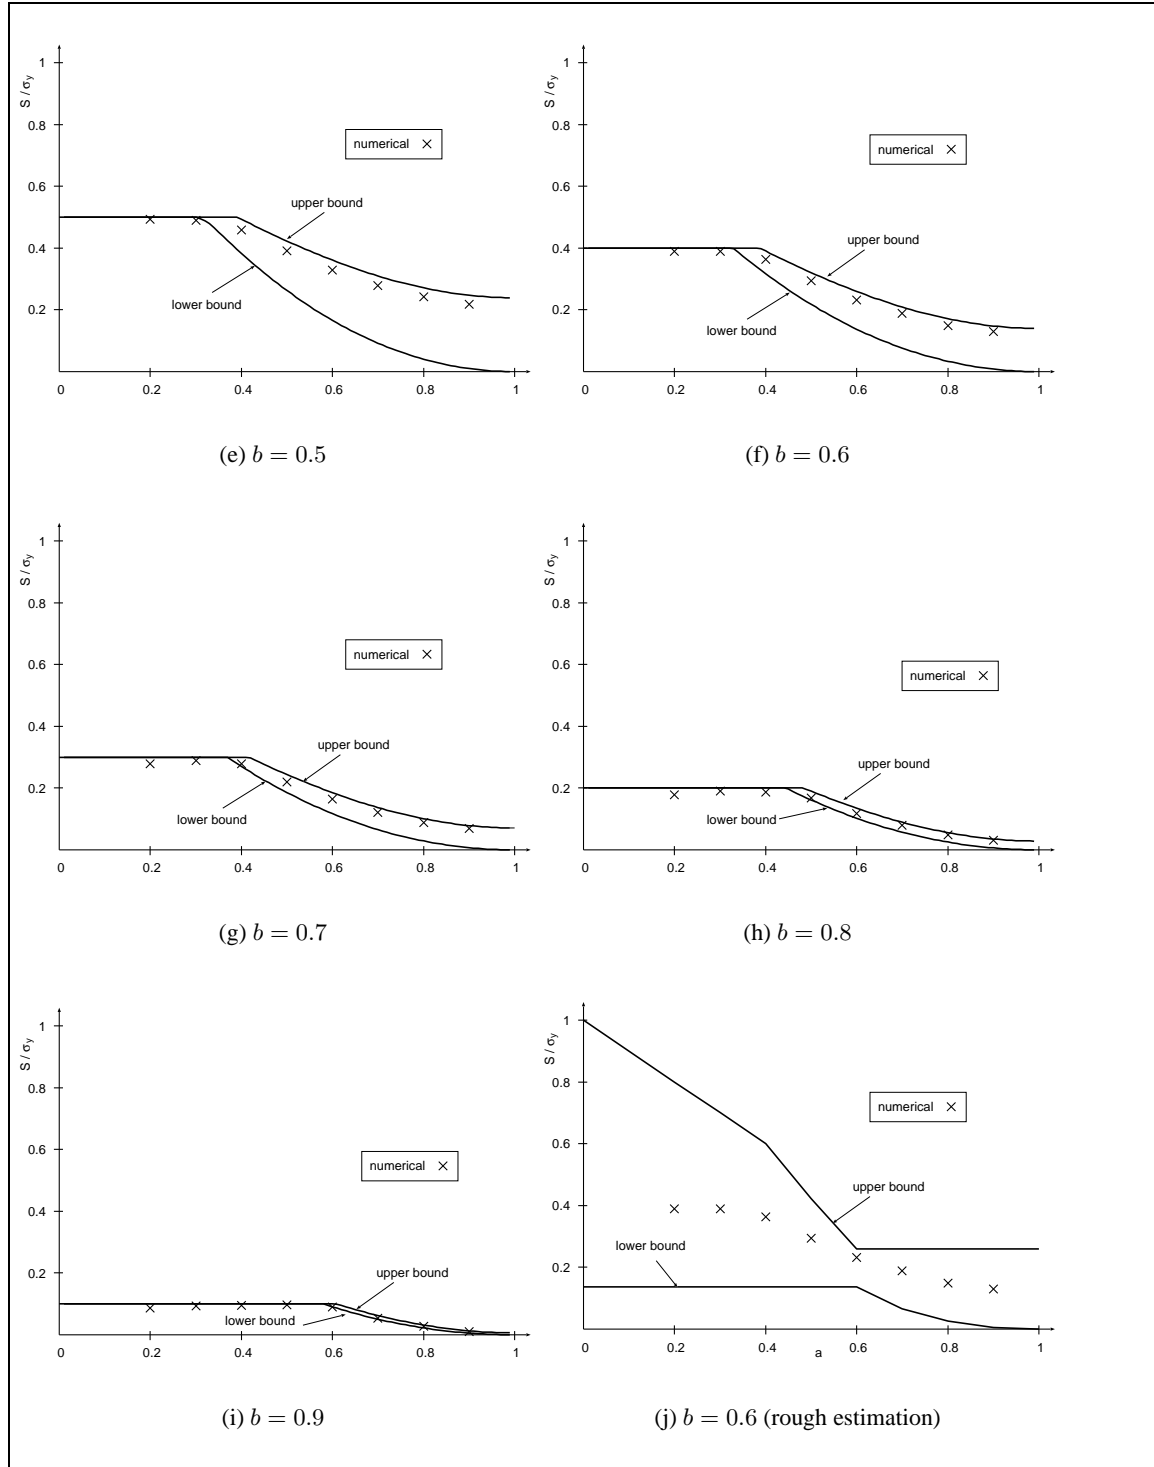 S / σy
1
0.8
0.6
0.4
0.2
0
0.2
0.4
0.6
0.8
1
numerical ×
upper bound
lower bound
(e) b = 0.5
S / σy
1
0.8
0.6
0.4
0.2
0
0.2
0.4
0.6
0.8
1
numerical ×
upper bound
lower bound
(f) b = 0.6
S / σy
1
0.8
0.6
0.4
0.2
0
0.2
0.4
0.6
0.8
1
numerical ×
upper bound
lower bound
(g) b = 0.7
S / σy
1
0.8
0.6
0.4
0.2
0
0.2
0.4
0.6
0.8
1
numerical ×
upper bound
lower bound
(h) b = 0.8
S / σy
1
0.8
0.6
0.4
0.2
0
0.2
0.4
0.6
0.8
1
numerical ×
upper bound
lower bound
(i) b = 0.9
S / σy
1
0.8
0.6
0.4
0.2
0
0.2
0.4
0.6
0.8
1
a
numerical ×
upper bound
lower bound
(j) b = 0.6 (rough estimation)